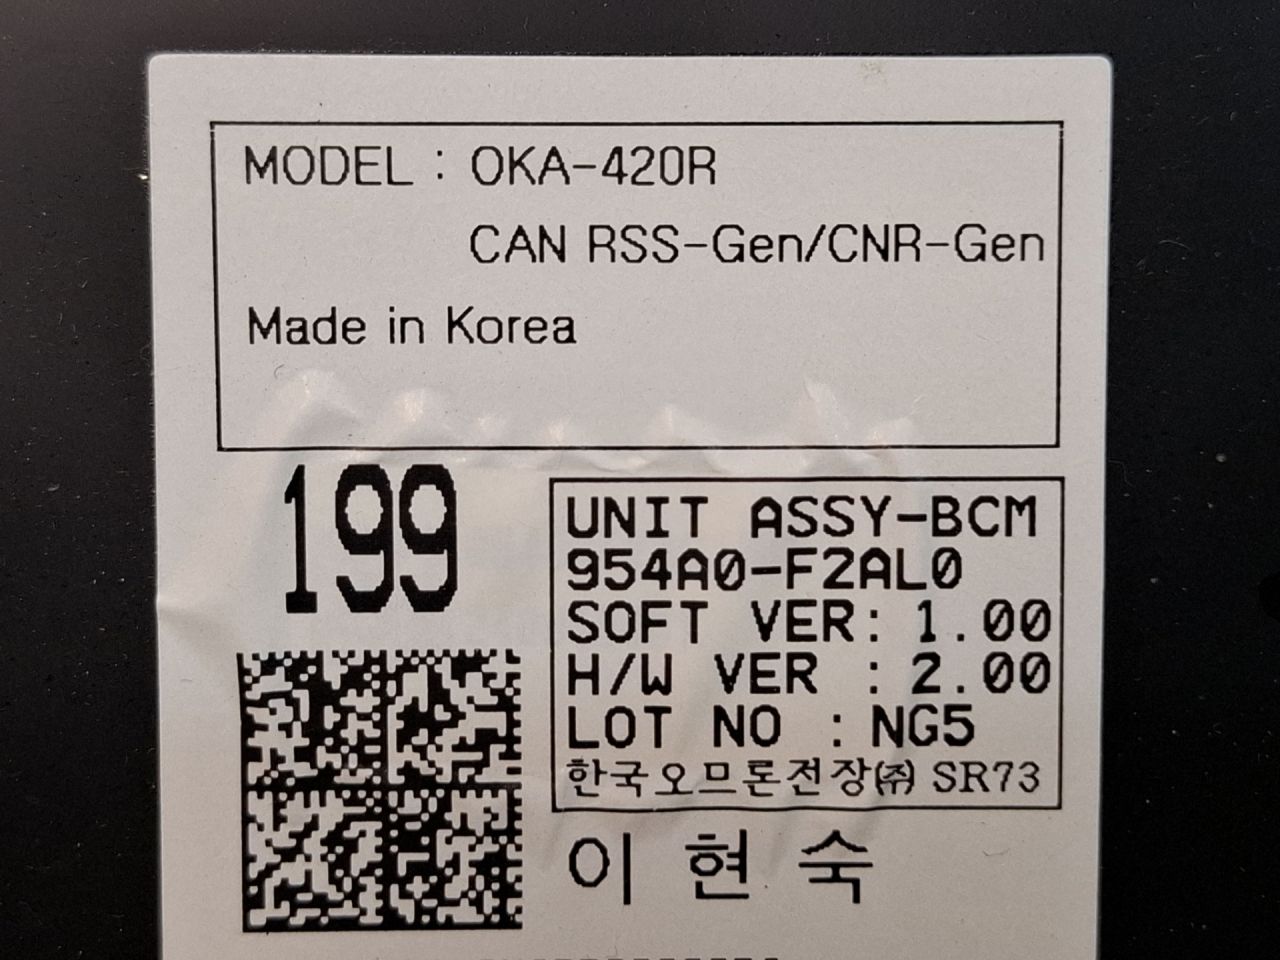 MODEL : OKA-420R
CAN RSS-Gen/CNR-Gen
Made in Korea
199
UNIT ASSY-BCM
954A0-F2AL0
SOFT VER: 1.00
H/W VER : 2.00
LOT NO : NG5
한국오므론전장㈜ SR73
이 현 숙